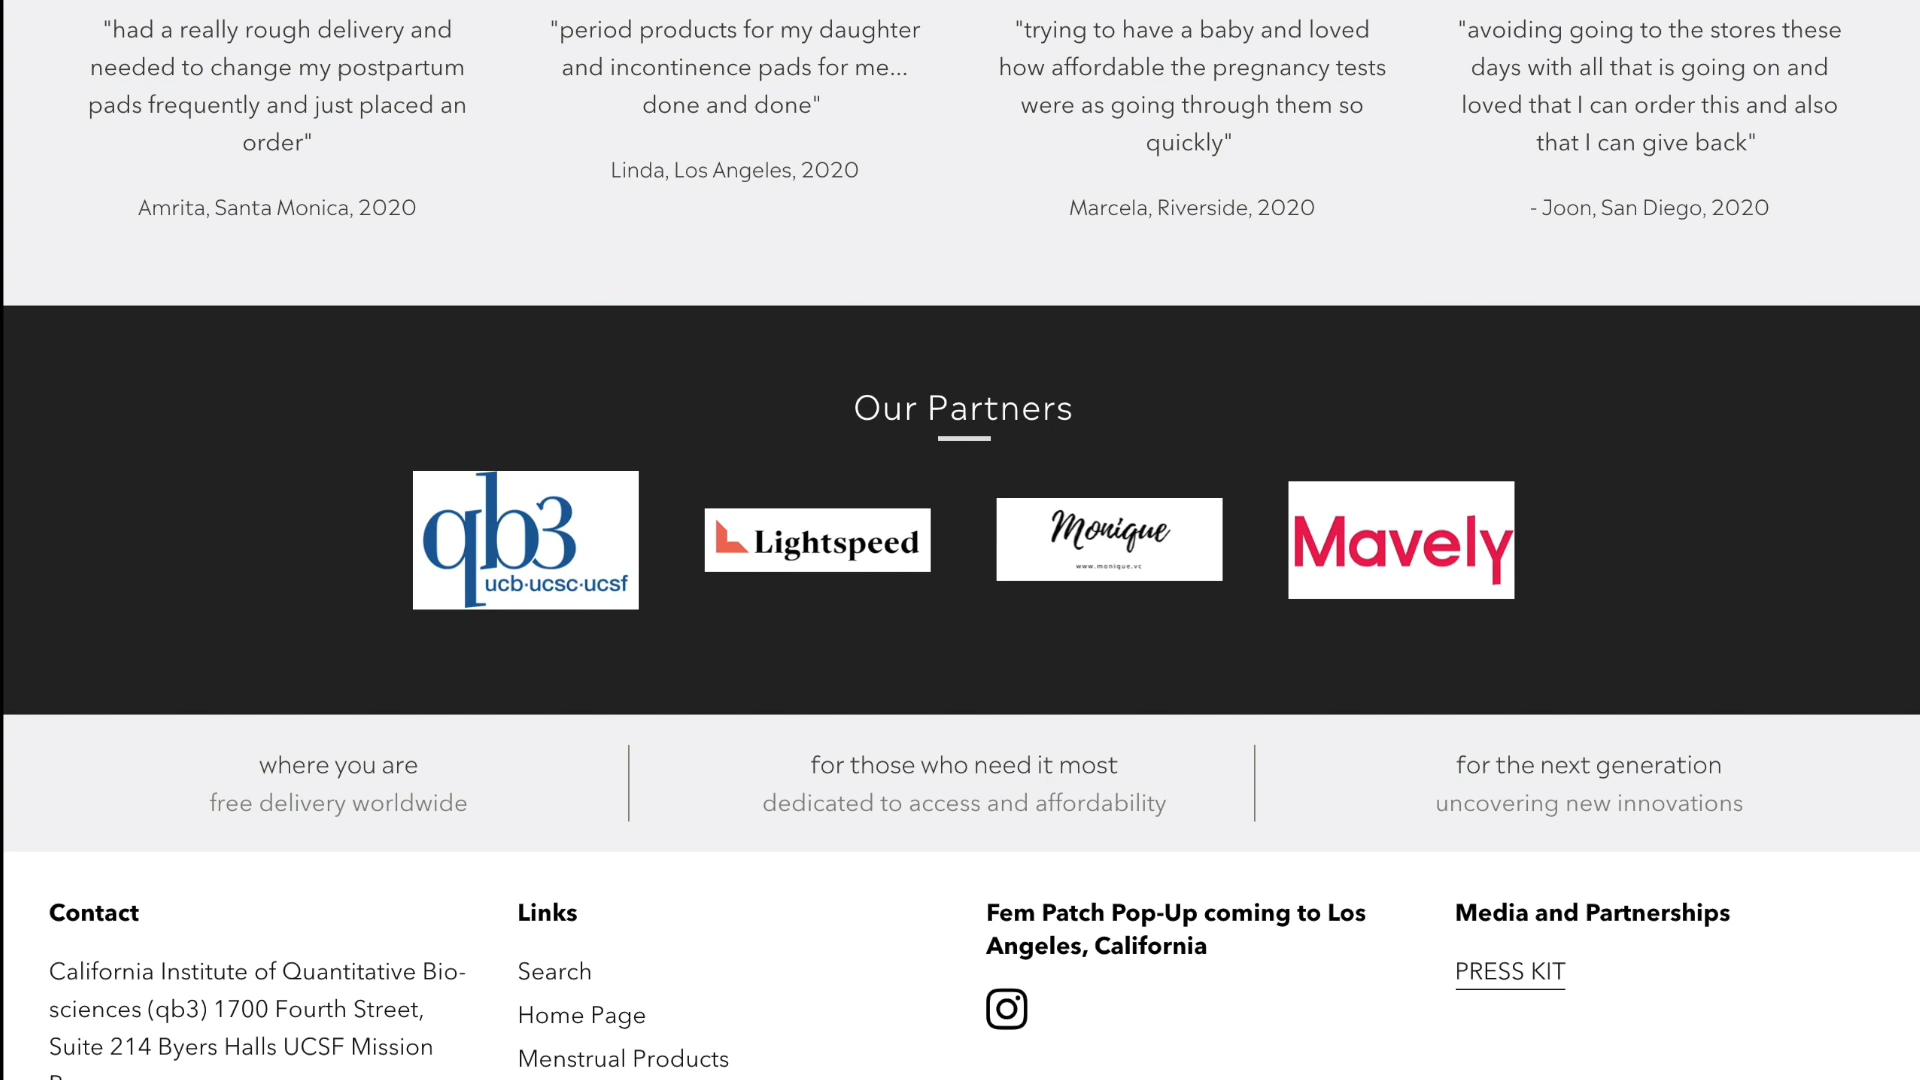 "had a really rough delivery and
needed to change my postpartum
pads frequently and just placed an
order"
Amrita, Santa Monica, 2020
"period products for my daughter
and incontinence pads for me...
done and done"
Linda, Los Angeles, 2020
"trying to have a baby and loved
how affordable the pregnancy tests
were as going through them so
quickly"
Marcela, Riverside, 2020
"avoiding going to the stores these
days with all that is going on and
loved that I can order this and also
that I can give back"
- Joon, San Diego, 2020
Our Partners
qb3
ucb·ucsc·ucsf
Lightspeed
Monique
www.monique.vc
Mavely
where you are
free delivery worldwide
for those who need it most
dedicated to access and affordability
for the next generation
uncovering new innovations
Contact
California Institute of Quantitative Bio-
sciences (qb3) 1700 Fourth Street,
Suite 214 Byers Halls UCSF Mission
Links
Search
Home Page
Menstrual Products
Fem Patch Pop-Up coming to Los
Angeles, California
Media and Partnerships
PRESS KIT